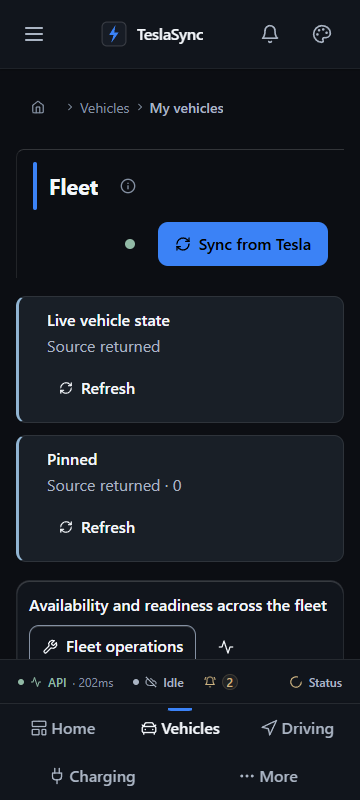 TeslaSync
Vehicles
My vehicles
Fleet
Sync from Tesla
Live vehicle state
Source returned
Refresh
Pinned
Source returned · 0
Refresh
Availability and readiness across the fleet
Fleet operations
API · 202ms
Idle
2
Status
Home
Vehicles
Driving
Charging
More